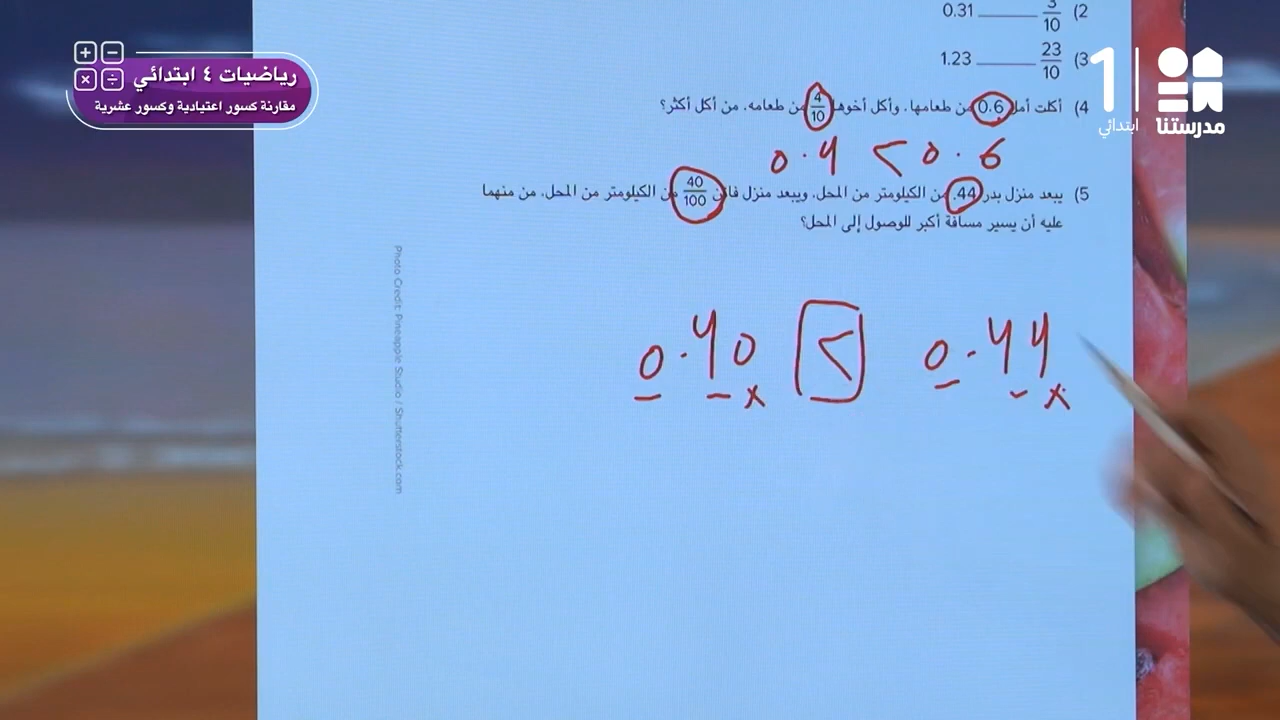 رياضيات ٤ ابتدائي
مقارنة كسور اعتيادية وكسور عشرية
1 ابتدائي
مدرستنا
2) 3/10 ______ 0.31
3) 23/10 ______ 1.23
4) أكلت أمل 0.6 من طعامها، وأكل أخوها 4/10 من طعامه. من أكل أكثر؟
0.4 < 0.6
5) يبعد منزل بدر 44. من الكيلومتر من المحل، ويبعد منزل فاتن 40/100 من الكيلومتر من المحل. من منهما
عليه أن يسير مسافة أكبر للوصول إلى المحل؟
0.40 < 0.44
Photo Credit: Pineapple Studio / Shutterstock.com